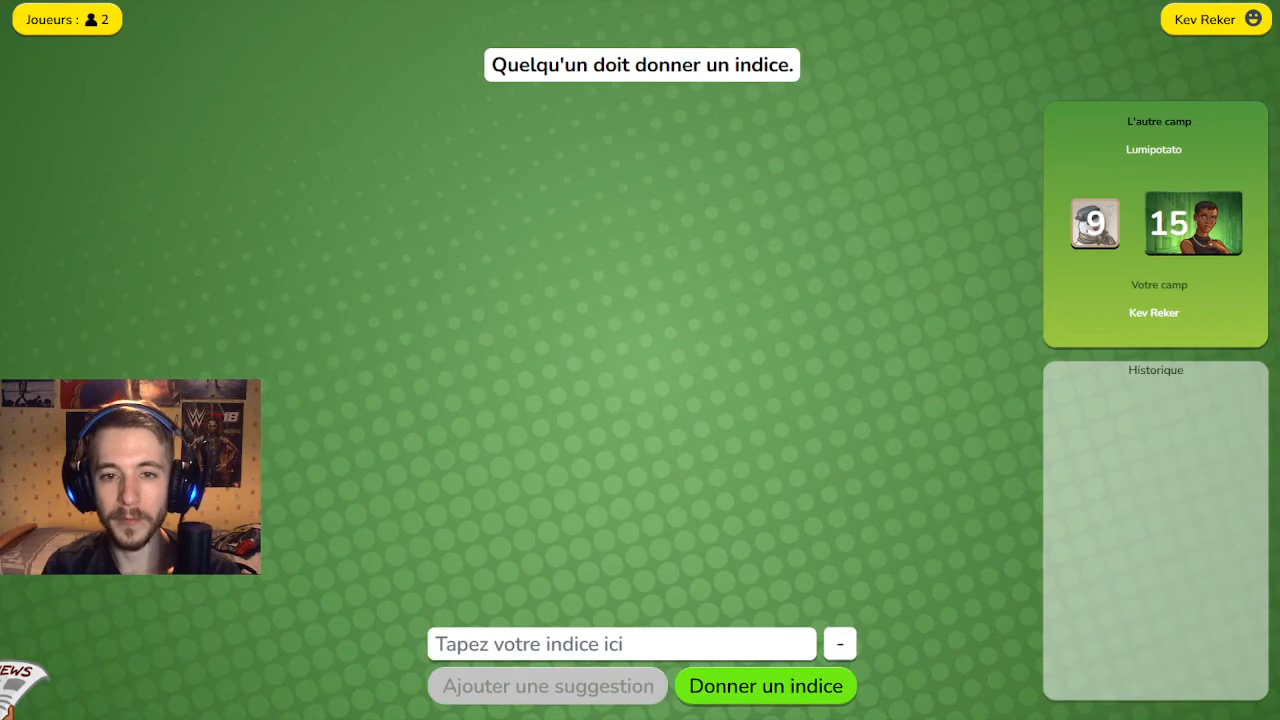 Joueurs : 2
Kev Reker
Quelqu'un doit donner un indice.
L'autre camp
Lumipotato
9
15
Votre camp
Kev Reker
Historique
W 18
Tapez votre indice ici
-
Ajouter une suggestion
Donner un indice
NEWS